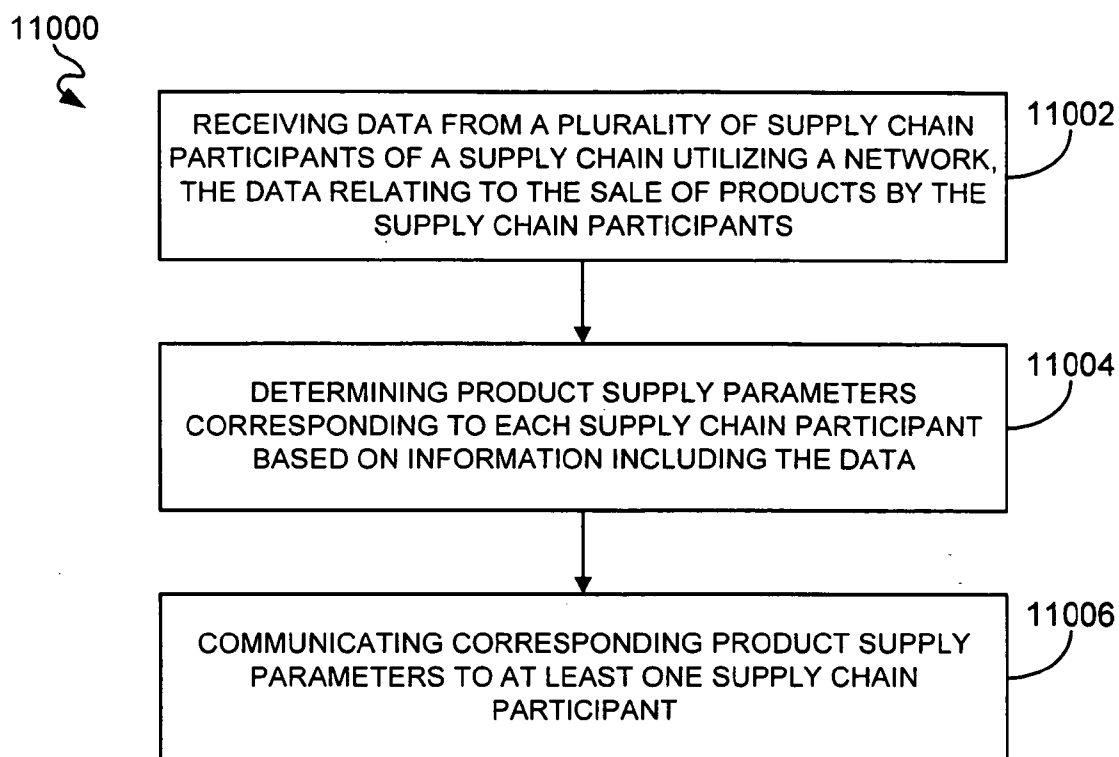 11000
RECEIVING DATA FROM A PLURALITY OF SUPPLY CHAIN
PARTICIPANTS OF A SUPPLY CHAIN UTILIZING A NETWORK,
THE DATA RELATING TO THE SALE OF PRODUCTS BY THE
SUPPLY CHAIN PARTICIPANTS
11002
DETERMINING PRODUCT SUPPLY PARAMETERS
CORRESPONDING TO EACH SUPPLY CHAIN PARTICIPANT
BASED ON INFORMATION INCLUDING THE DATA
11004
COMMUNICATING CORRESPONDING PRODUCT SUPPLY
PARAMETERS TO AT LEAST ONE SUPPLY CHAIN
PARTICIPANT
11006